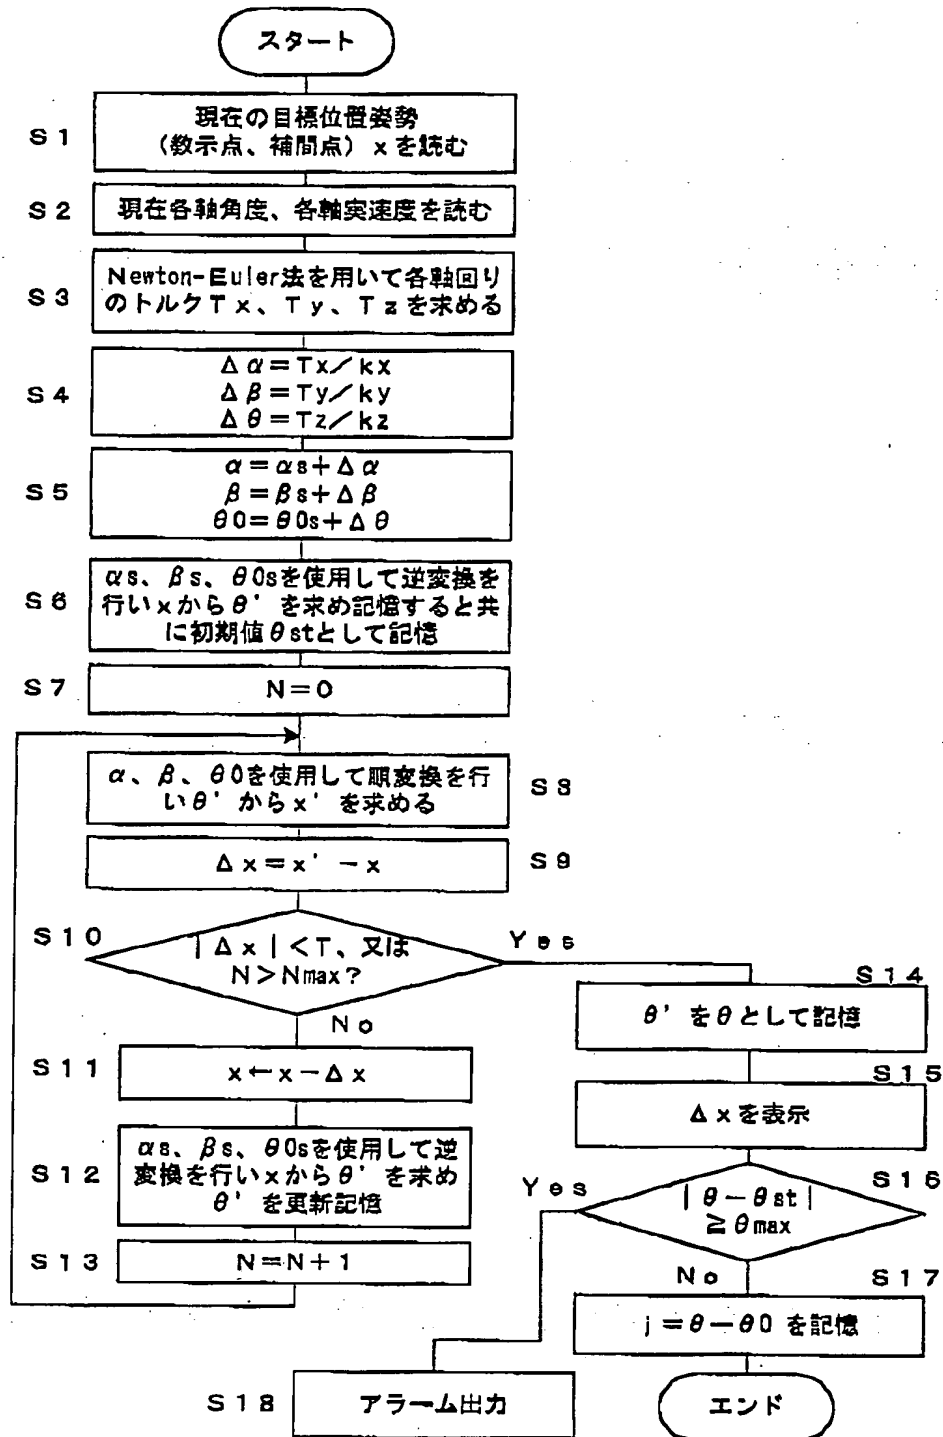 スタート
S1
現在の目標位置姿勢
(教示点、補間点) xを読む
S2
現在各軸角度、各軸実速度を読む
S3
Newton-Euler法を用いて各軸回り
のトルクTx、Ty、Tzを求める
S4
Δα=Tx/kx
Δβ=Ty/ky
Δθ=Tz/kz
S5
α=αs+Δα
β=βs+Δβ
θ0=θ0s+Δθ
S6
αs、βs、θ0sを使用して逆変換を
行いxからθ'を求め記憶すると共
に初期値θstとして記憶
S7
N=0
α、β、θ0を使用して順変換を行
いθ'からx'を求める
S8
Δx=x'-x
S9
S10
|Δx|<T、又は
N>Nmax?
Yes
No
S11
x←x-Δx
S12
αs、βs、θ0sを使用して逆
変換を行いxからθ'を求め
θ'を更新記憶
S13
N=N+1
S14
θ'をθとして記憶
S15
Δxを表示
S16
|θ-θst|
≧θmax
Yes
No
S17
j=θ-θ0を記憶
S18
アラーム出力
エンド